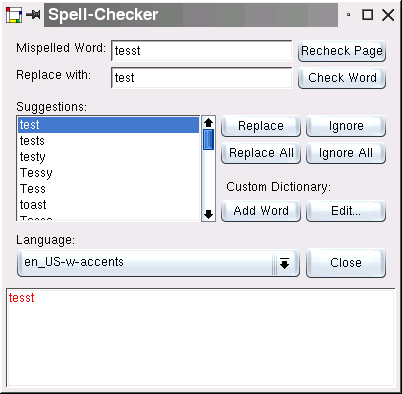 Spell-Checker
Mispelled Word: tesst Recheck Page
Replace with: test Check Word
Suggestions:
test
tests
testy
Tessy
Tess
toast
Replace Ignore
Replace All Ignore All
Custom Dictionary:
Add Word Edit...
Language:
en_US-w-accents Close
tesst